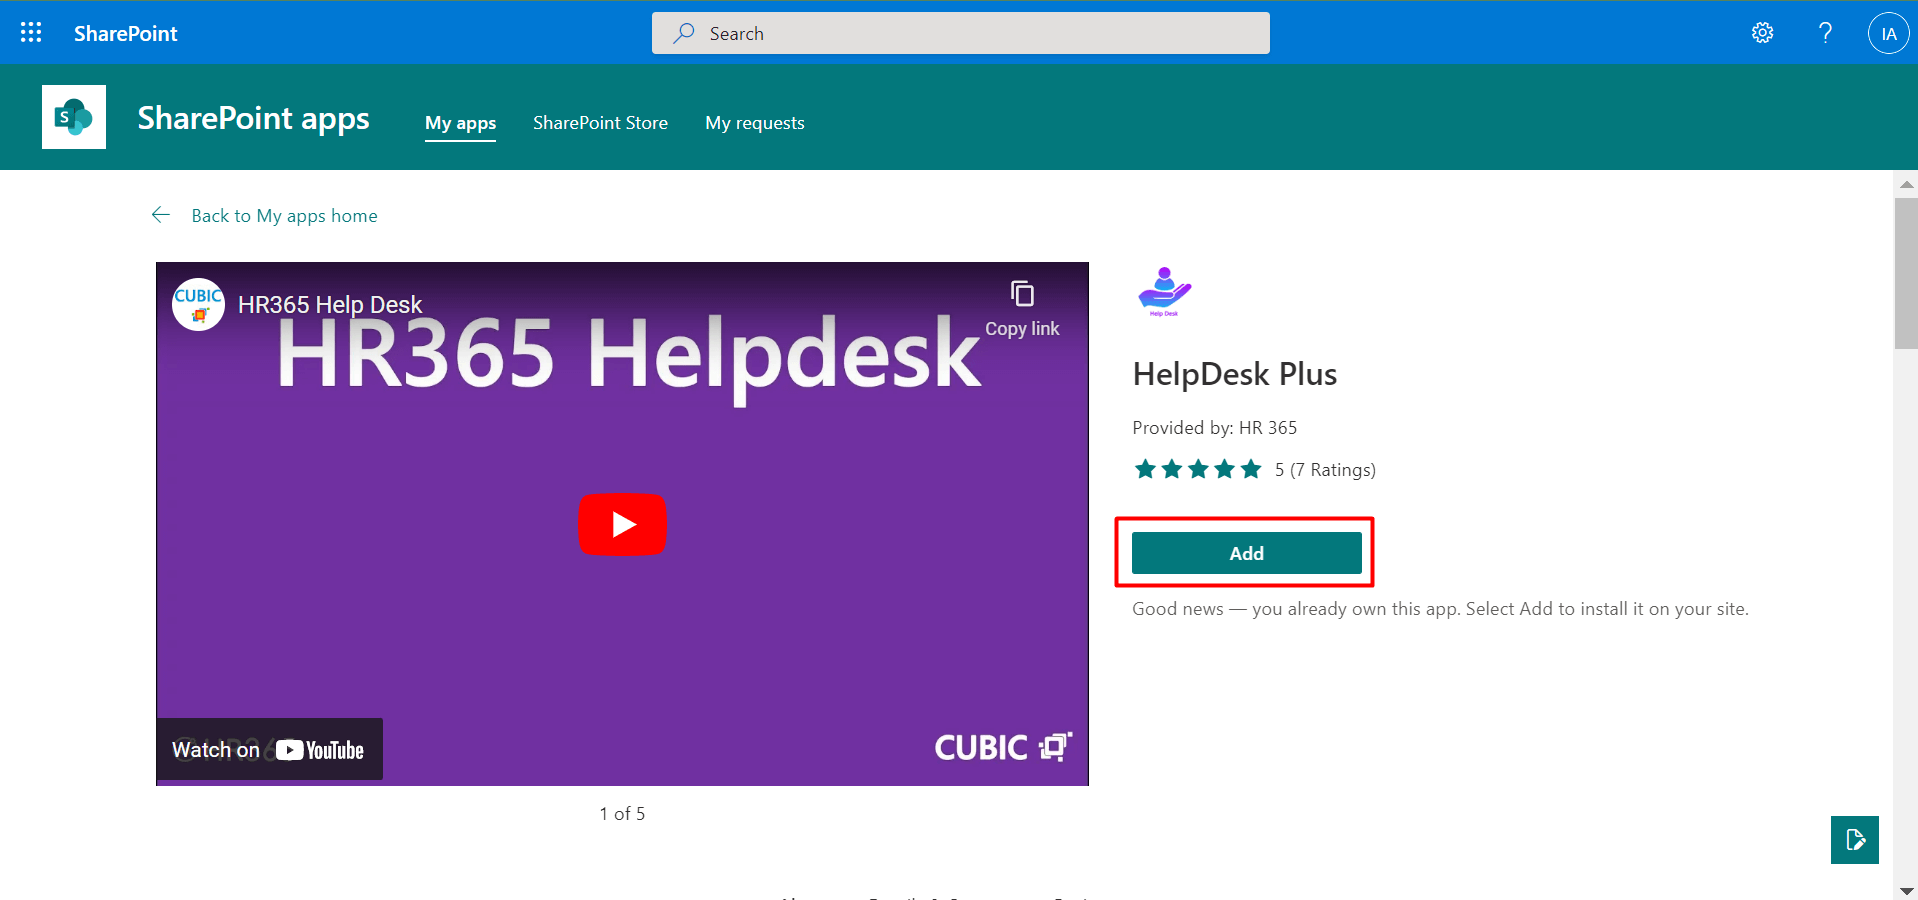 SharePoint
Search
IA
S
SharePoint apps
My apps
SharePoint Store
My requests
Back to My apps home
CUBIC
HR365 Help Desk
Copy link
HR365 Helpdesk
Watch on YouTube
CUBIC
1 of 5
Help Desk
HelpDesk Plus
Provided by: HR 365
5 (7 Ratings)
Add
Good news — you already own this app. Select Add to install it on your site.